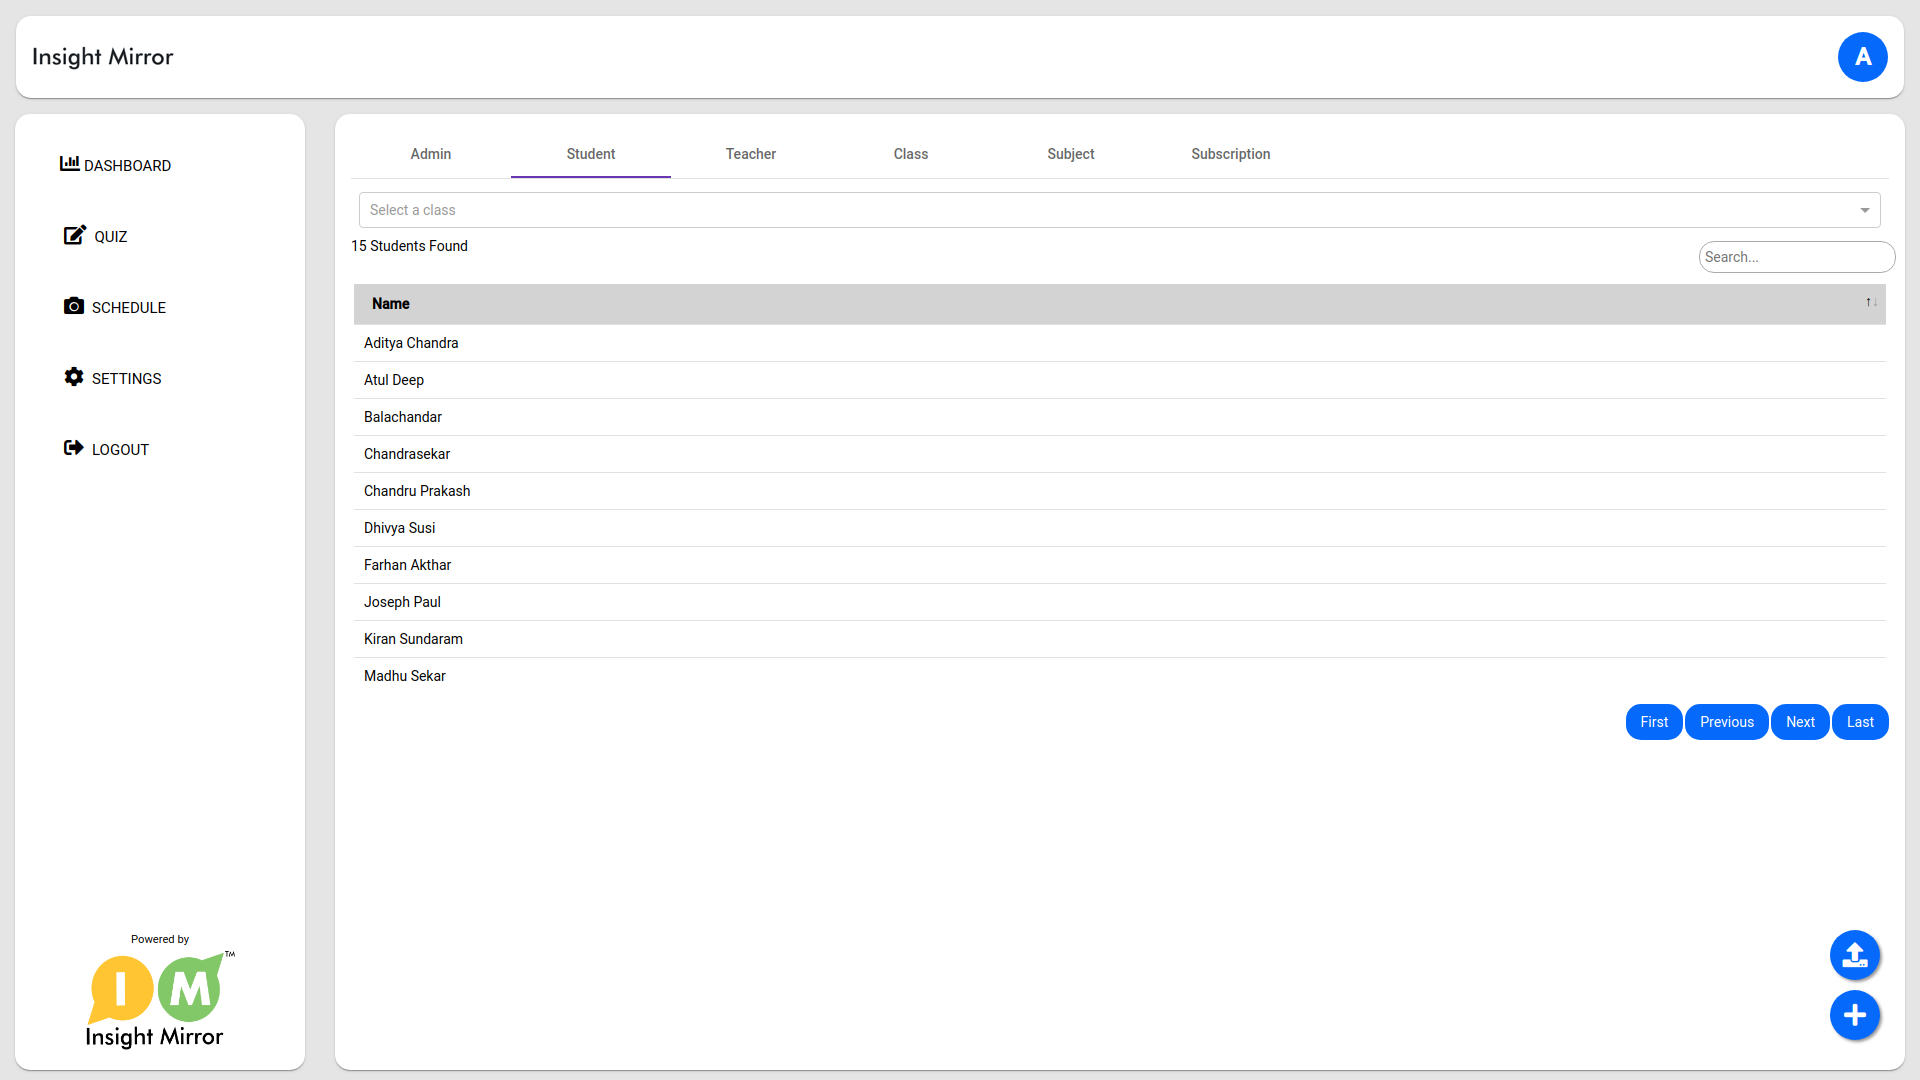 Insight Mirror
A
DASHBOARD
QUIZ
SCHEDULE
SETTINGS
LOGOUT
Powered by
I M TM
Insight Mirror
Admin Student Teacher Class Subject Subscription
Select a class
15 Students Found
Search...
Name ↑↓
Aditya Chandra
Atul Deep
Balachandar
Chandrasekar
Chandru Prakash
Dhivya Susi
Farhan Akthar
Joseph Paul
Kiran Sundaram
Madhu Sekar
First Previous Next Last